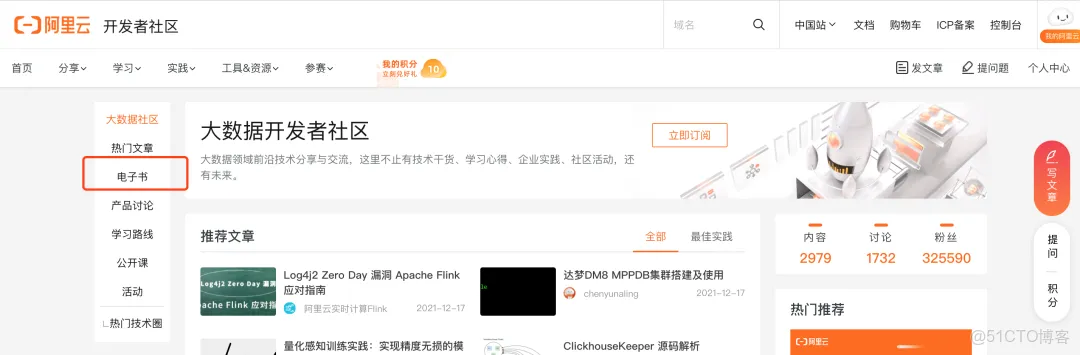 阿里云 开发者社区
域名
中国站 文档 购物车 ICP备案 控制台
我的阿里云
首页 分享 学习 实践 工具&资源 参赛
我的积分
立刻兑好礼
10
发文章 提问题 个人中心
大数据社区
热门文章
电子书
产品讨论
学习路线
公开课
活动
热门技术圈
大数据开发者社区
大数据领域前沿技术分享与交流，这里不止有技术干货、学习心得、企业实践、社区活动，还
有未来。
立即订阅
推荐文章
全部 最佳实践
Log4j2 Zero Day 漏洞
Apache Flink 应对指
Log4j2 Zero Day 漏洞 Apache Flink
应对指南
阿里云实时计算Flink 2021-12-17
达梦DM8 MPPDB集群搭建及使用
chenyunaling 2021-12-17
量化感知训练实践：实现精度无损的模
ClickhouseKeeper 源码解析
内容 讨论 粉丝
2979 1732 325590
热门推荐
阿里云
写文章
提问
积分
@51CTO博客